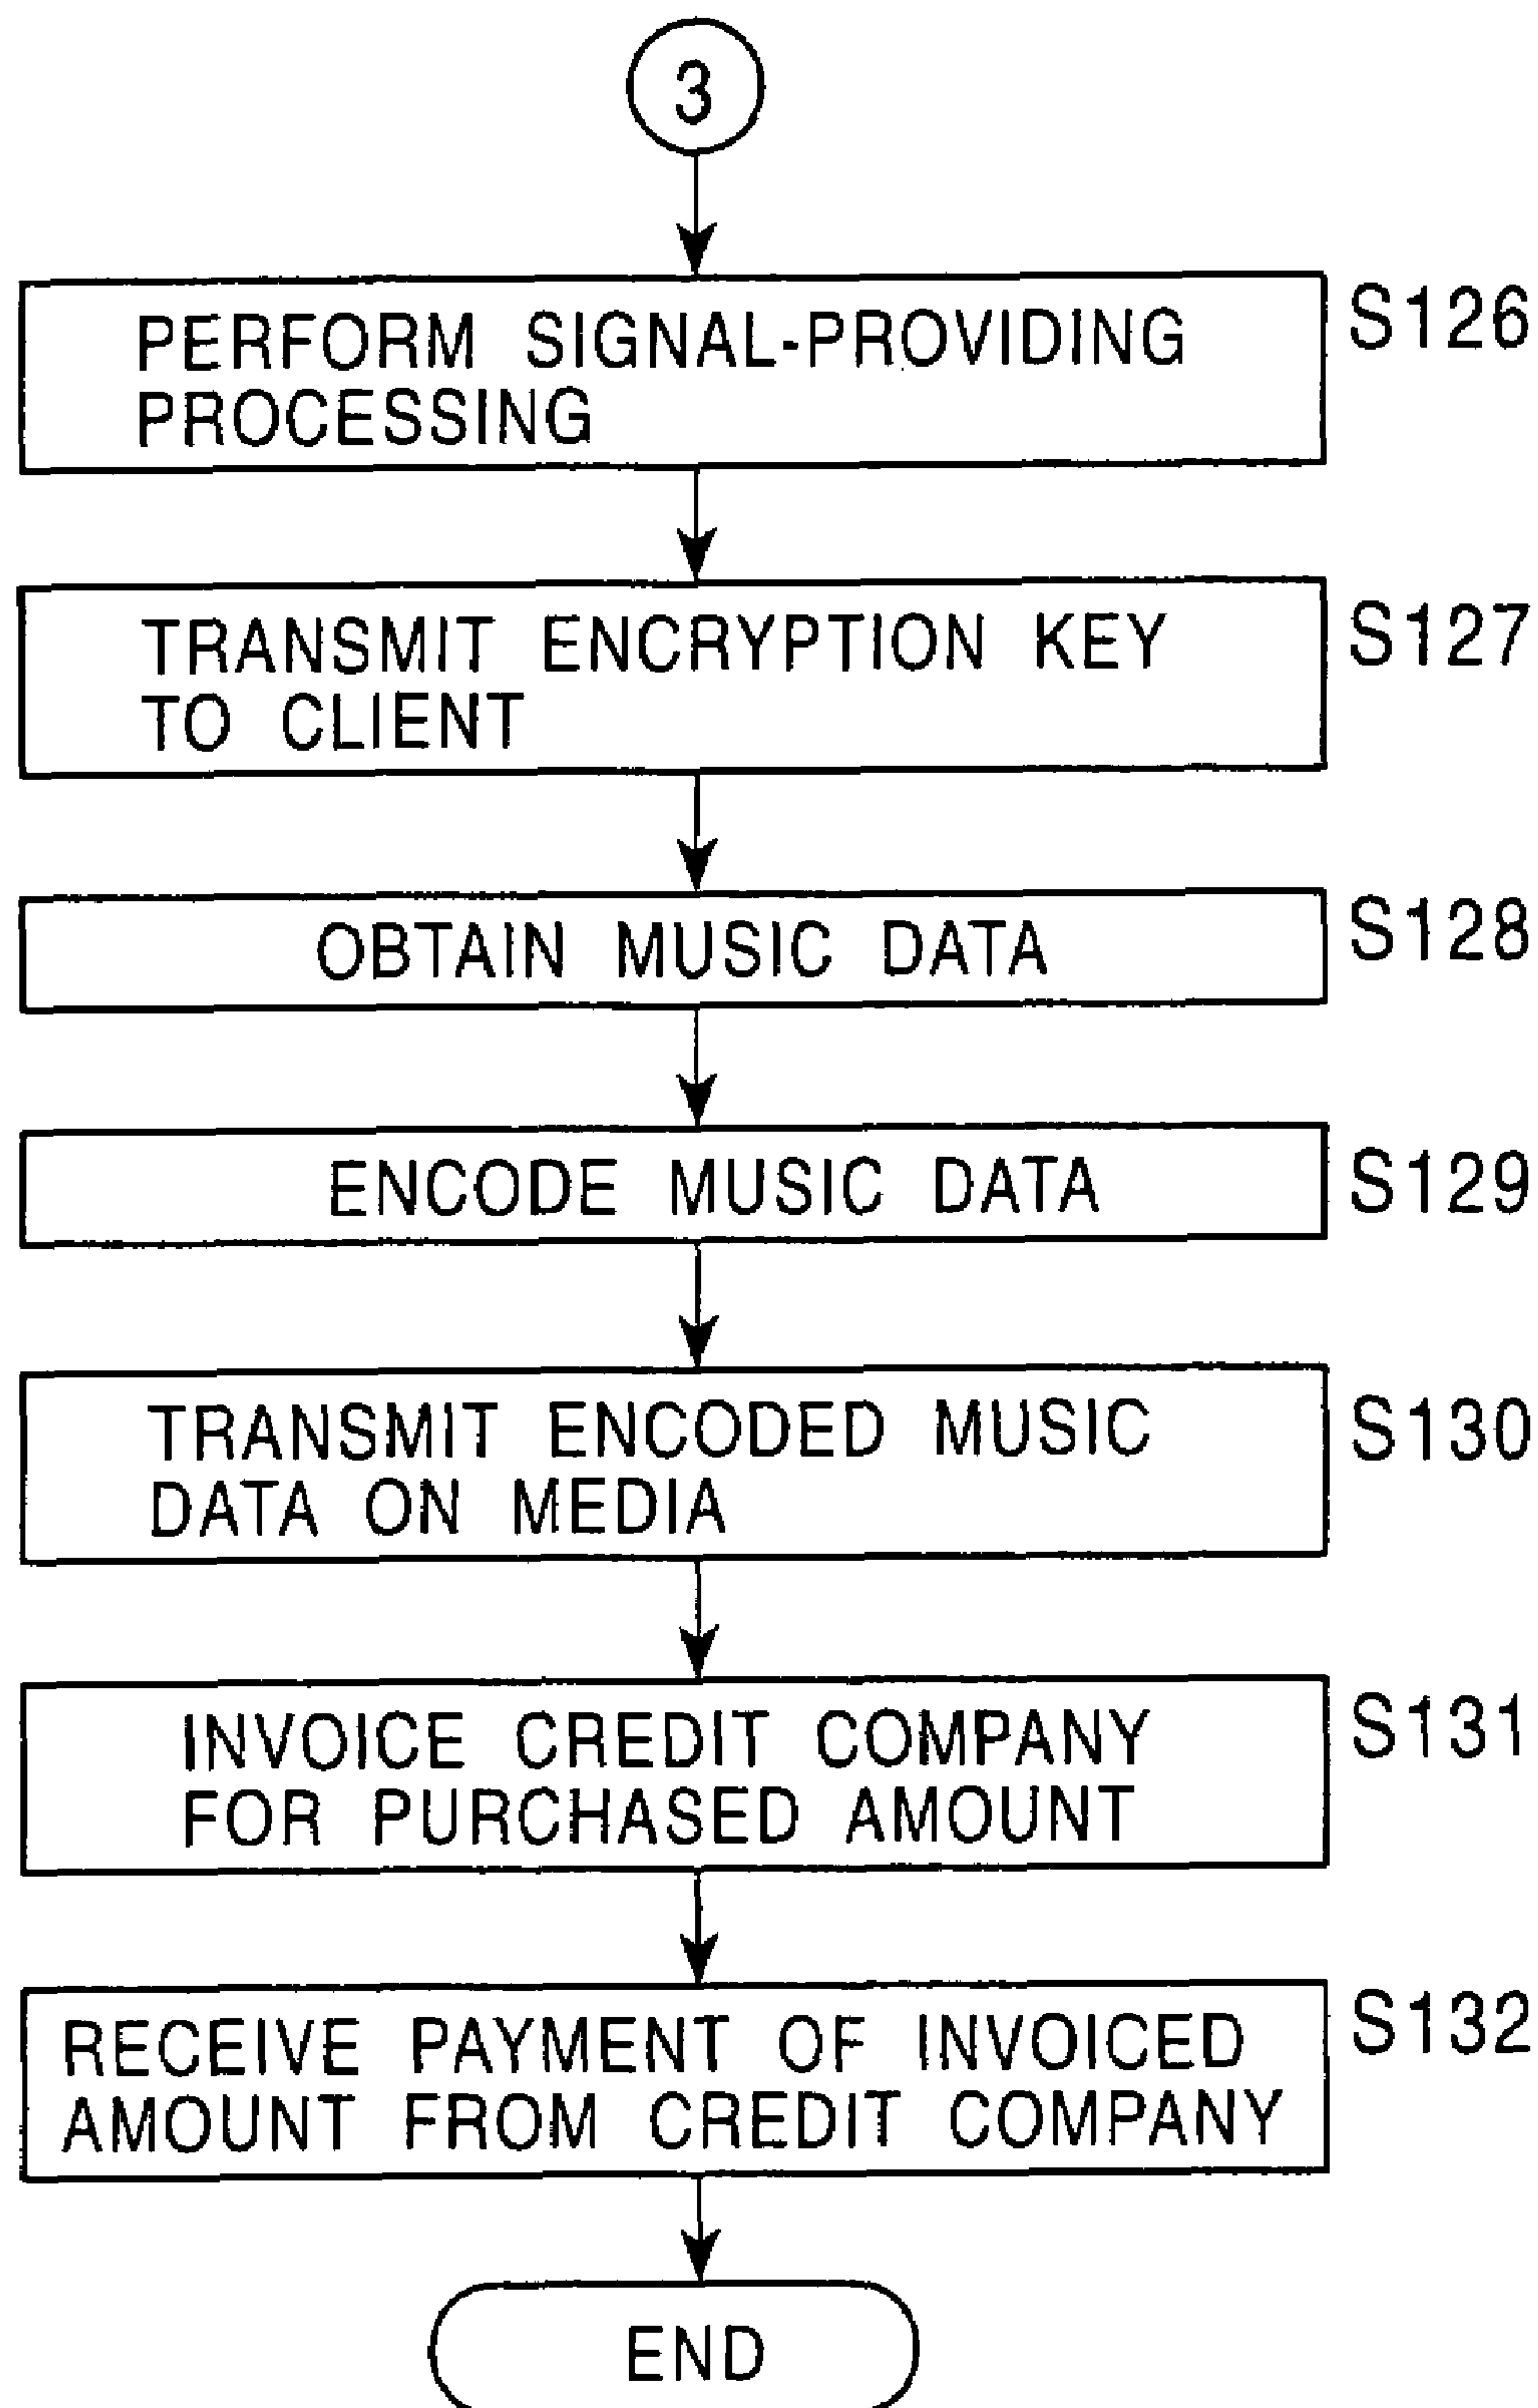 3
PERFORM SIGNAL-PROVIDING
PROCESSING
S126
TRANSMIT ENCRYPTION KEY
TO CLIENT
S127
OBTAIN MUSIC DATA
S128
ENCODE MUSIC DATA
S129
TRANSMIT ENCODED MUSIC
DATA ON MEDIA
S130
INVOICE CREDIT COMPANY
FOR PURCHASED AMOUNT
S131
RECEIVE PAYMENT OF INVOICED
AMOUNT FROM CREDIT COMPANY
S132
END